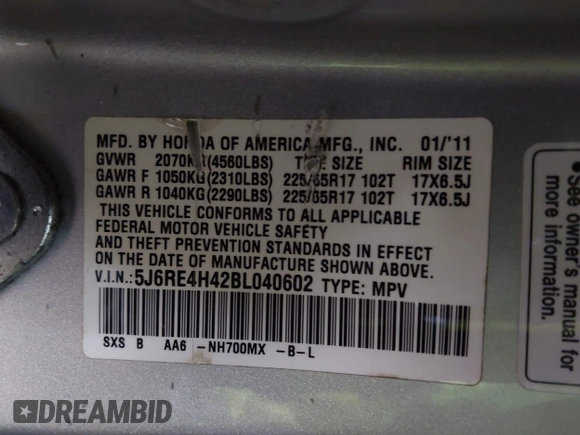 MFD. BY HONDA OF AMERICA MFG., INC. 01/'11
GVWR 2070KG(4560LBS) TIRE SIZE RIM SIZE
GAWR F 1050KG(2310LBS) 225/65R17 102T 17X6.5J
GAWR R 1040KG(2290LBS) 225/65R17 102T 17X6.5J
THIS VEHICLE CONFORMS TO ALL APPLICABLE
FEDERAL MOTOR VEHICLE SAFETY
AND THEFT PREVENTION STANDARDS IN EFFECT
ON THE DATE OF MANUFACTURE SHOWN ABOVE.
V.I.N.:5J6RE4H42BL040602 TYPE: MPV
SXS B AA6 -NH700MX -B-L
• See owner's
manual for
more
information.
DREAMBID